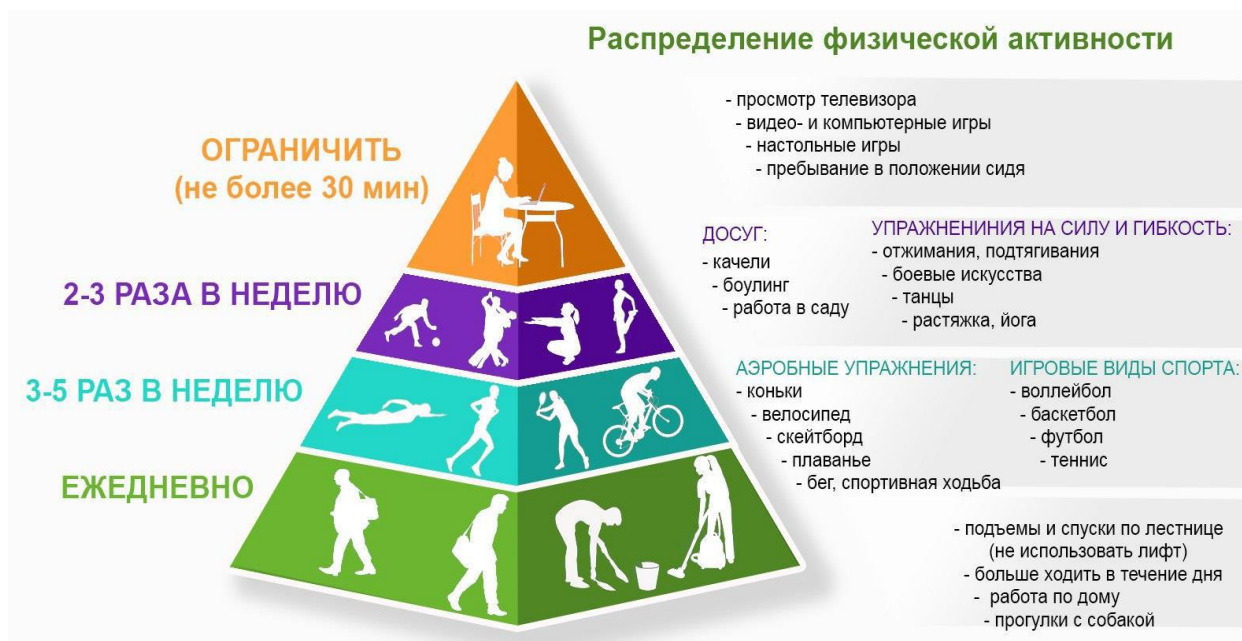 Распределение физической активности
ОГРАНИЧИТЬ
(не более 30 мин)
- просмотр телевизора
- видео- и компьютерные игры
- настольные игры
- пребывание в положении сидя
2-3 РАЗА В НЕДЕЛЮ
ДОСУГ:
- качели
- боулинг
- работа в саду
УПРАЖНЕНИНИЯ НА СИЛУ И ГИБКОСТЬ:
- отжимания, подтягивания
- боевые искусства
- танцы
- растяжка, йога
3-5 РАЗ В НЕДЕЛЮ
АЭРОБНЫЕ УПРАЖНЕНИЯ:
- коньки
- велосипед
- скейтборд
- плаванье
- бег, спортивная ходьба
ИГРОВЫЕ ВИДЫ СПОРТА:
- воллейбол
- баскетбол
- футбол
- теннис
ЕЖЕДНЕВНО
- подъемы и спуски по лестнице
(не использовать лифт)
- больше ходить в течение дня
- работа по дому
- прогулки с собакой